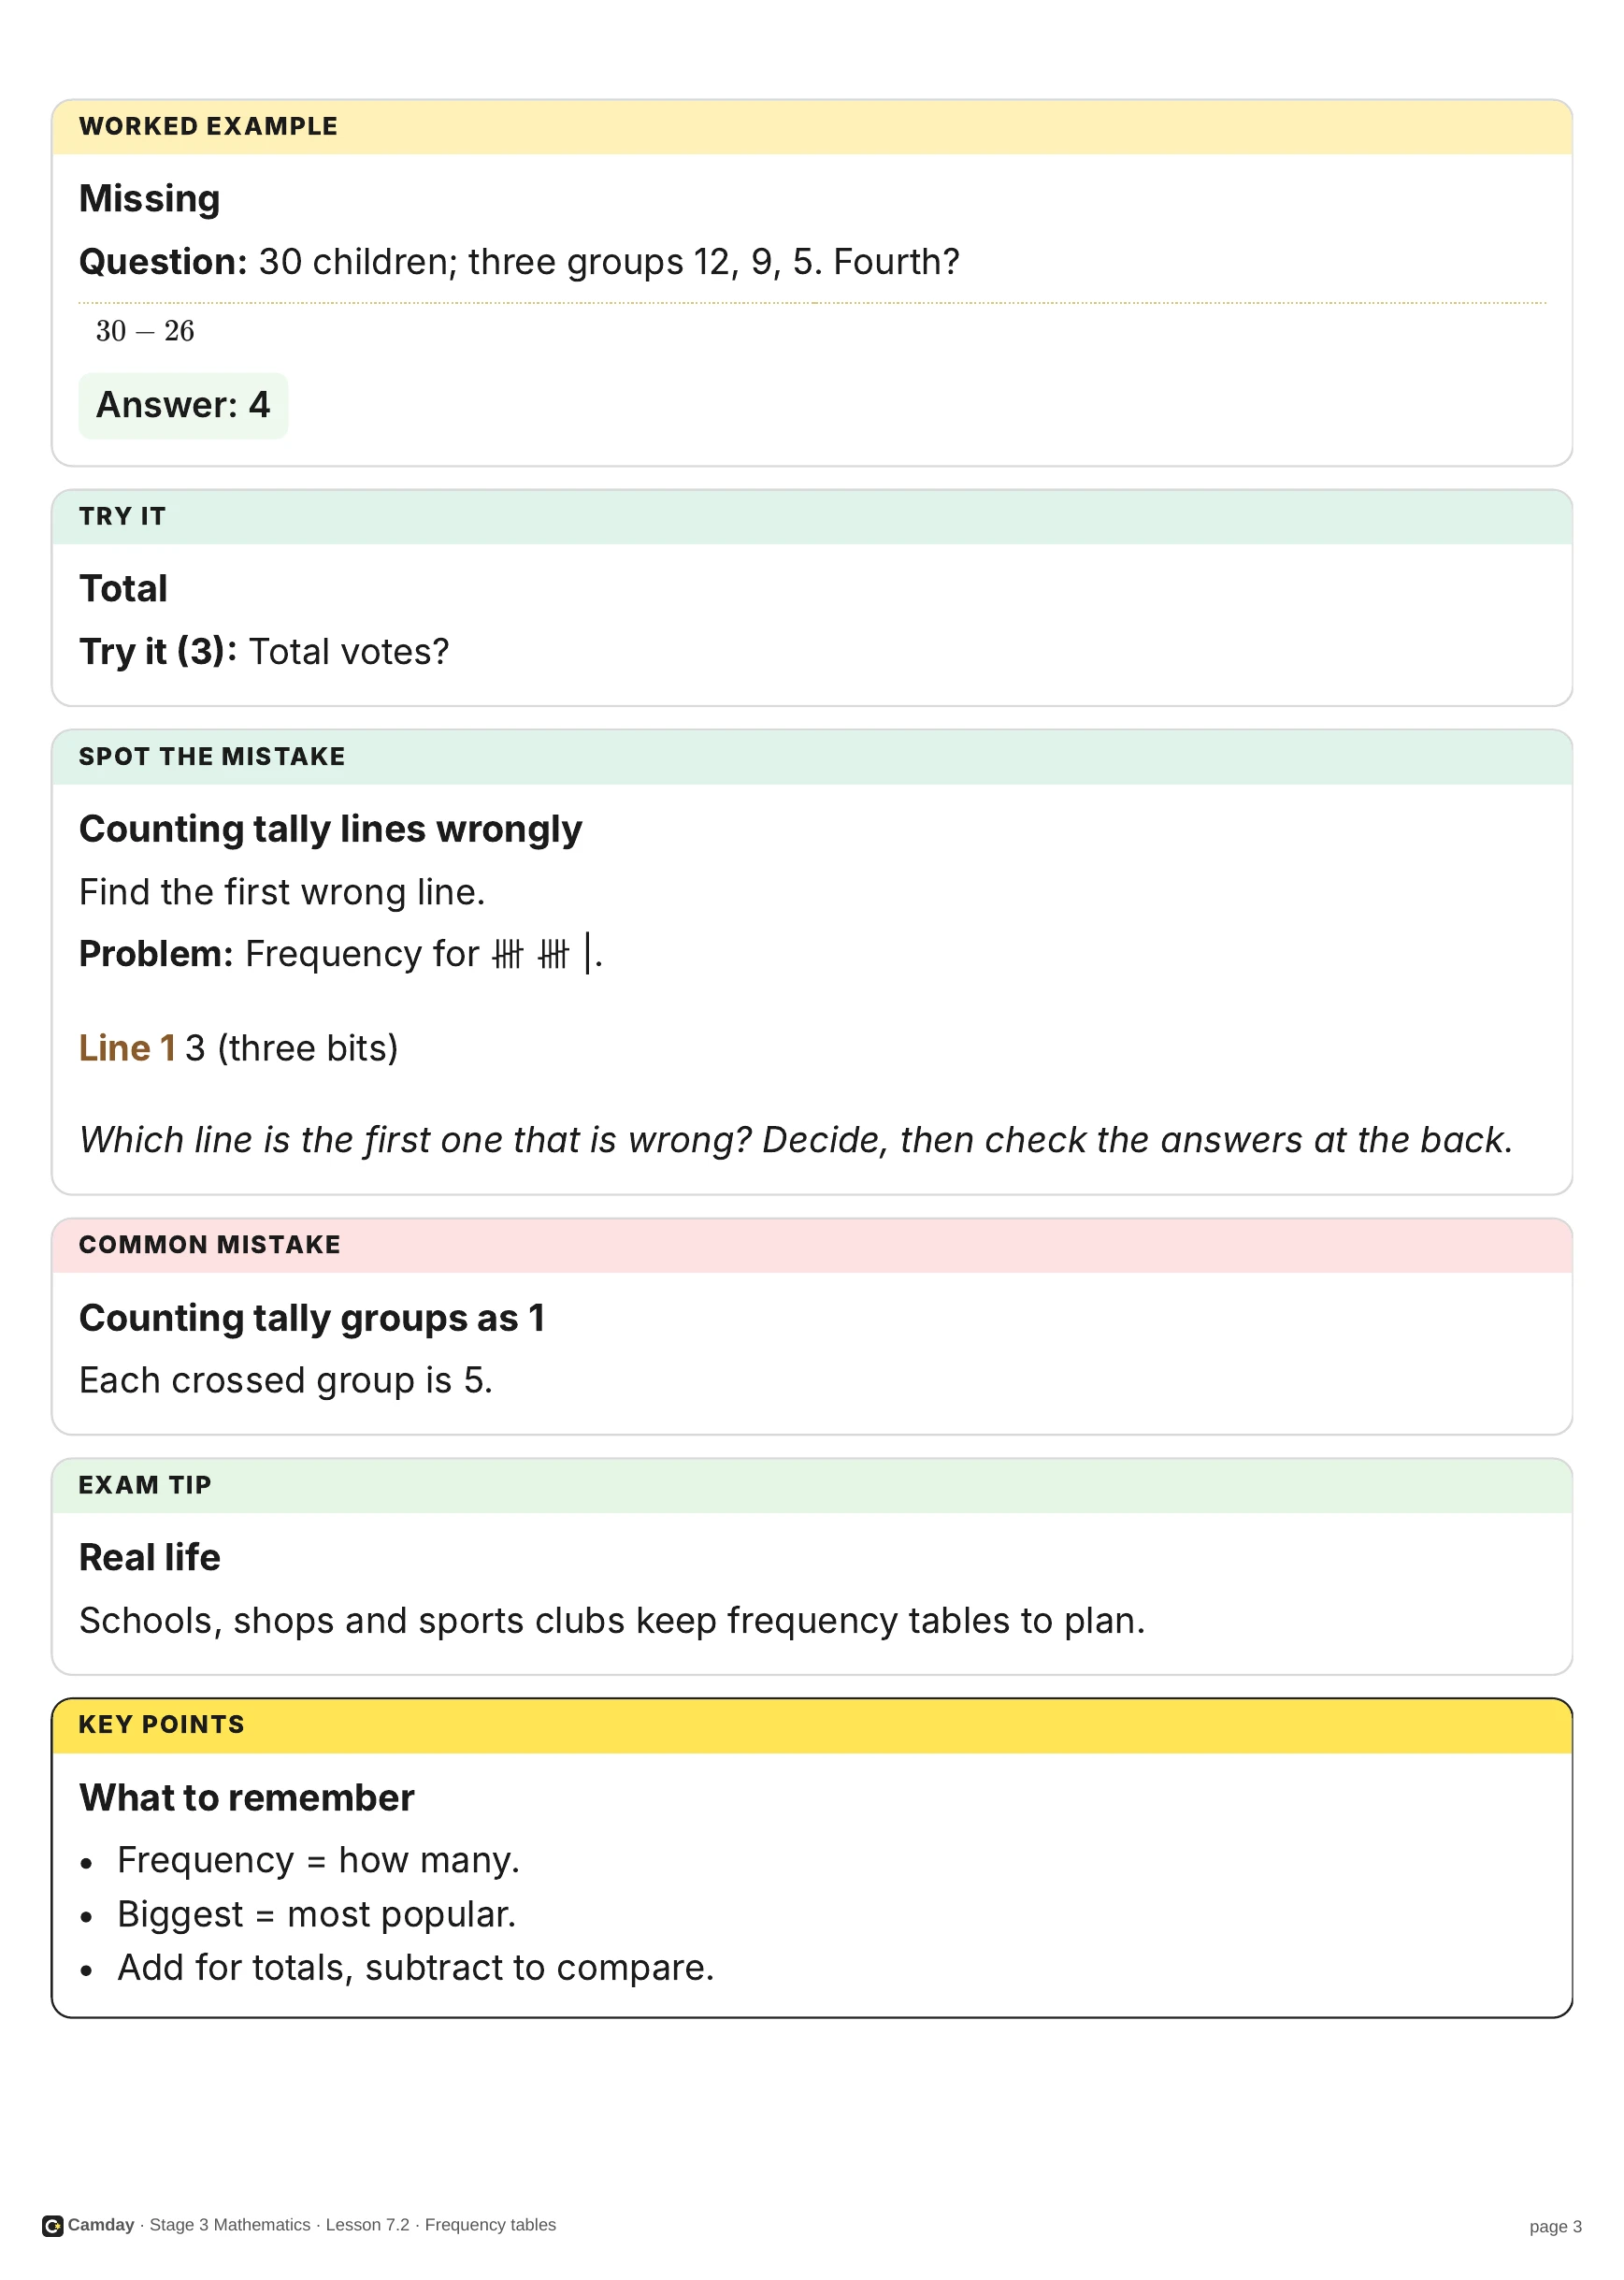 WORKED EXAMPLE
Missing
Question: 30 children; three groups 12, 9, 5. Fourth?
30 − 26
Answer: 4
TRY IT
Total
Try it (3): Total votes?
SPOT THE MISTAKE
Counting tally lines wrongly
Find the first wrong line.
Problem: Frequency for 卌 卌 |.
Line 1 3 (three bits)
Which line is the first one that is wrong? Decide, then check the answers at the back.
COMMON MISTAKE
Counting tally groups as 1
Each crossed group is 5.
EXAM TIP
Real life
Schools, shops and sports clubs keep frequency tables to plan.
KEY POINTS
What to remember
• Frequency = how many.
• Biggest = most popular.
• Add for totals, subtract to compare.
Camday · Stage 3 Mathematics · Lesson 7.2 · Frequency tables
page 3